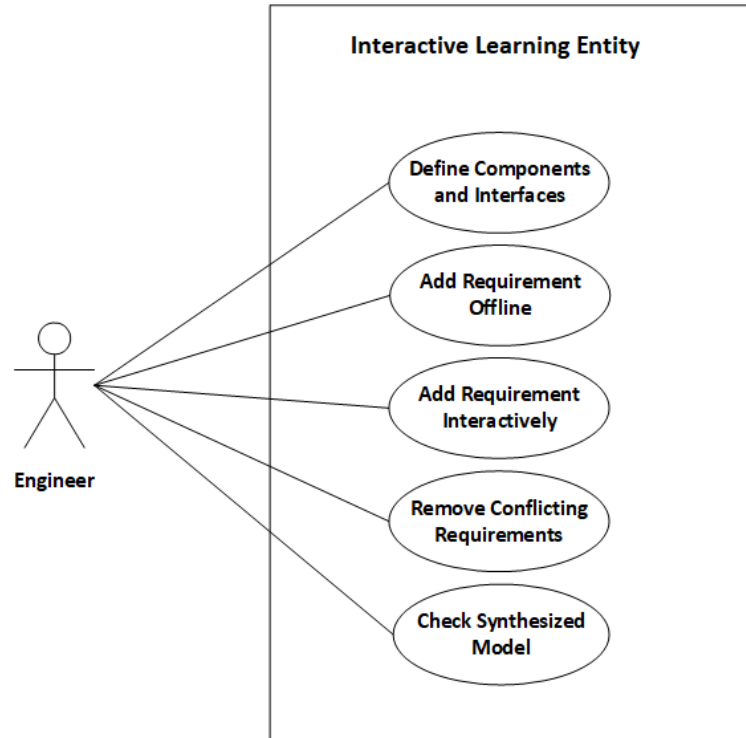 Interactive Learning Entity
Define Components
and Interfaces
Add Requirement
Offline
Add Requirement
Interactively
Remove Conflicting
Requirements
Check Synthesized
Model
Engineer